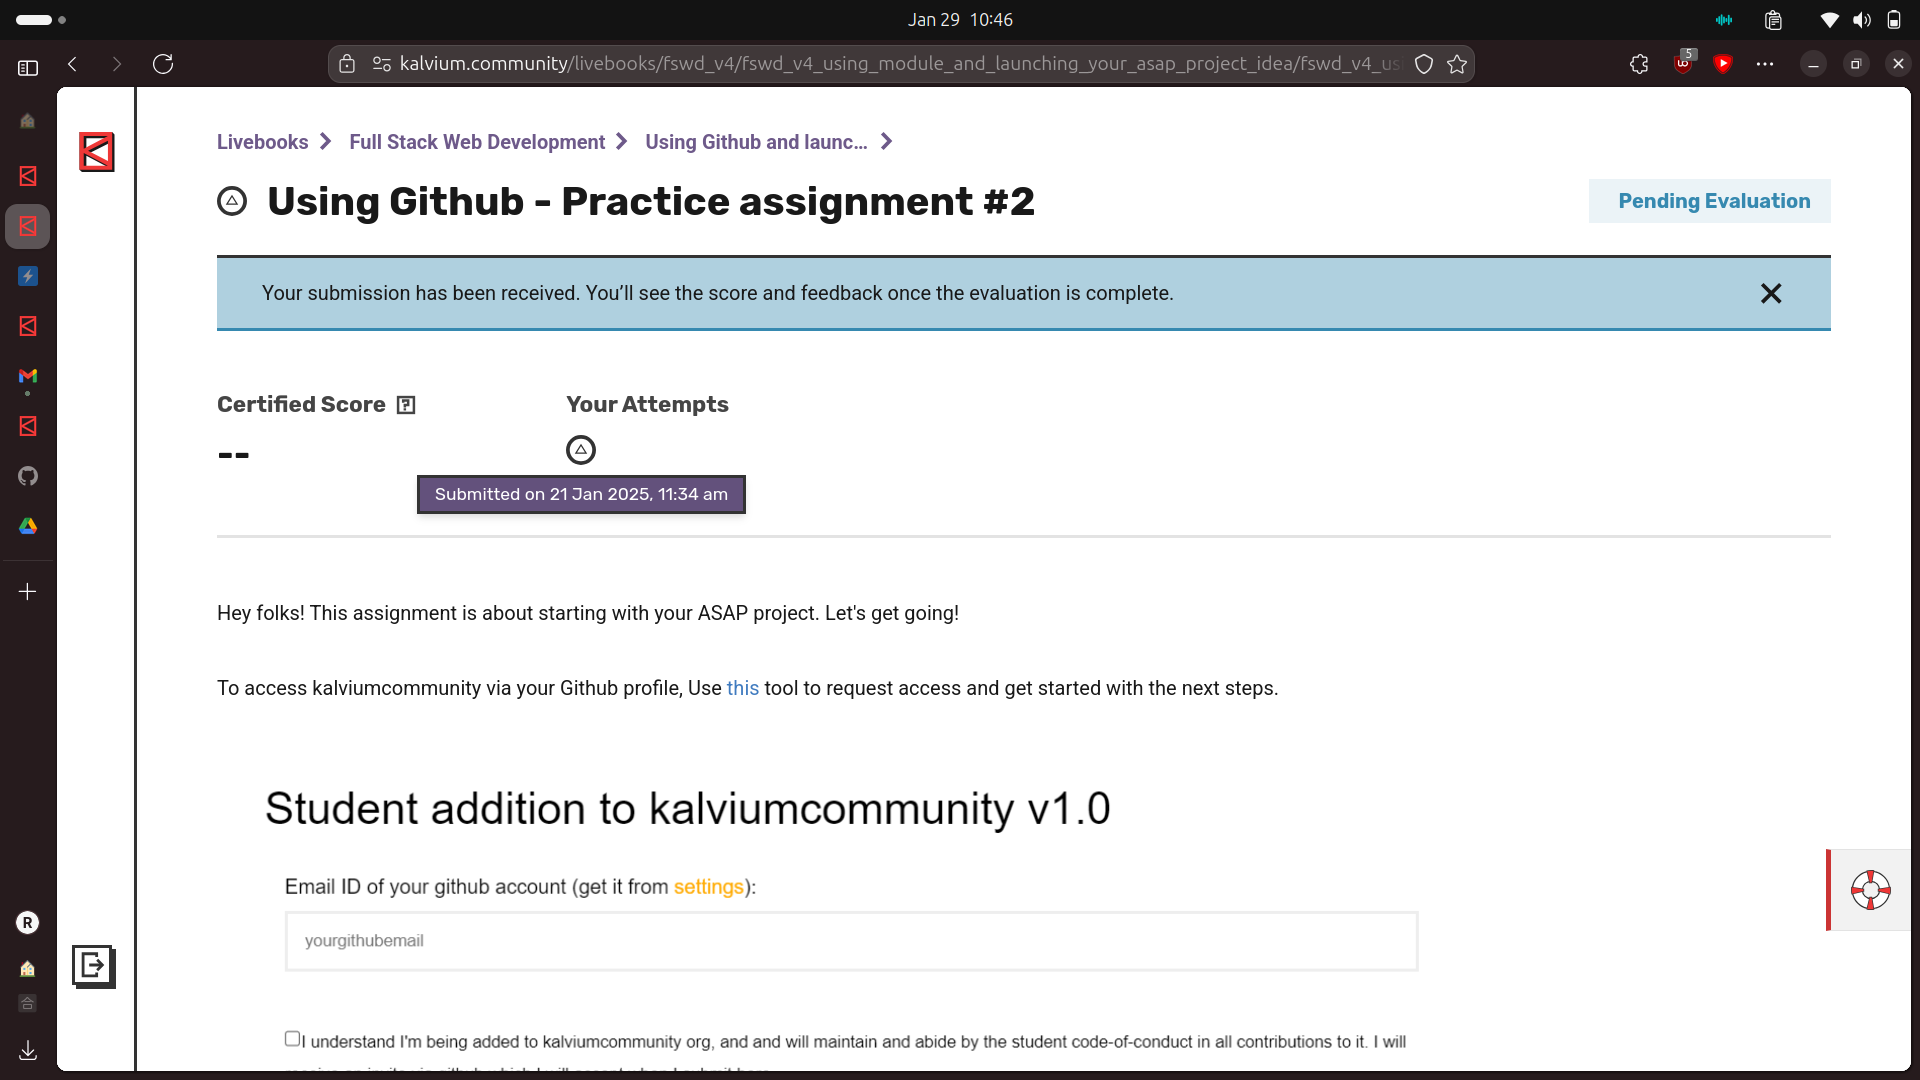 Jan 29 10:46
kalvium.community/livebooks/fswd_v4/fswd_v4_using_module_and_launching_your_asap_project_idea/fswd_v4_us
5
Livebooks
Full Stack Web Development
Using Github and launc...
Using Github - Practice assignment #2
Pending Evaluation
Your submission has been received. You’ll see the score and feedback once the evaluation is complete.
Certified Score
Your Attempts
--
Submitted on 21 Jan 2025, 11:34 am
Hey folks! This assignment is about starting with your ASAP project. Let's get going!
To access kalviumcommunity via your Github profile, Use this tool to request access and get started with the next steps.
Student addition to kalviumcommunity v1.0
Email ID of your github account (get it from settings):
yourgithubemail
R
I understand I'm being added to kalviumcommunity org, and and will maintain and abide by the student code-of-conduct in all contributions to it. I will